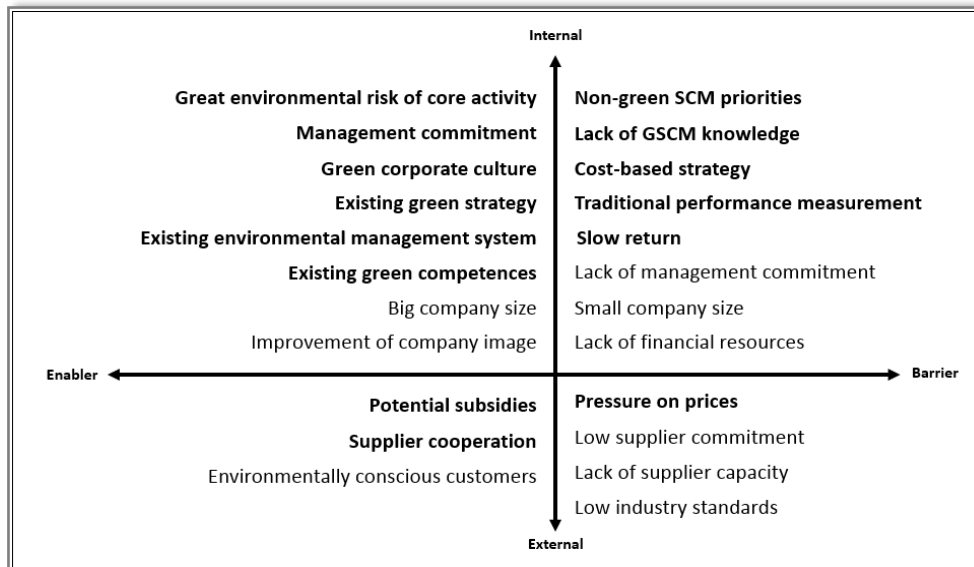 Internal
Great environmental risk of core activity
Management commitment
Green corporate culture
Existing green strategy
Existing environmental management system
Existing green competences
Big company size
Improvement of company image
Non-green SCM priorities
Lack of GSCM knowledge
Cost-based strategy
Traditional performance measurement
Slow return
Lack of management commitment
Small company size
Lack of financial resources
Enabler
Barrier
Potential subsidies
Supplier cooperation
Environmentally conscious customers
Pressure on prices
Low supplier commitment
Lack of supplier capacity
Low industry standards
External